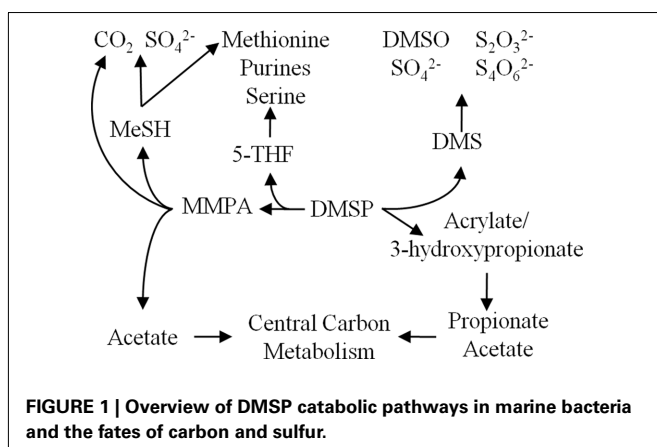 CO₂ SO₄²⁻ Methionine DMSO S₂O₃²⁻
Purines SO₄²⁻ S₄O₆²⁻
Serine
MeSH
5-THF DMS
MMPA DMSP
Acrylate/
3-hydroxypropionate
Acetate Central Carbon Propionate
Metabolism Acetate
FIGURE 1 | Overview of DMSP catabolic pathways in marine bacteria
and the fates of carbon and sulfur.